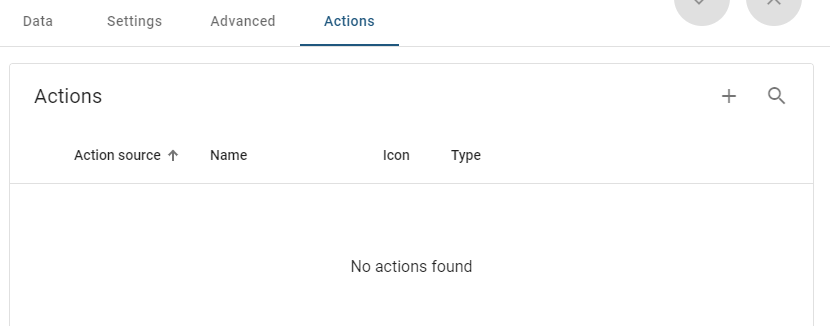 Data Settings Advanced Actions
Actions
Action source Name Icon Type
No actions found